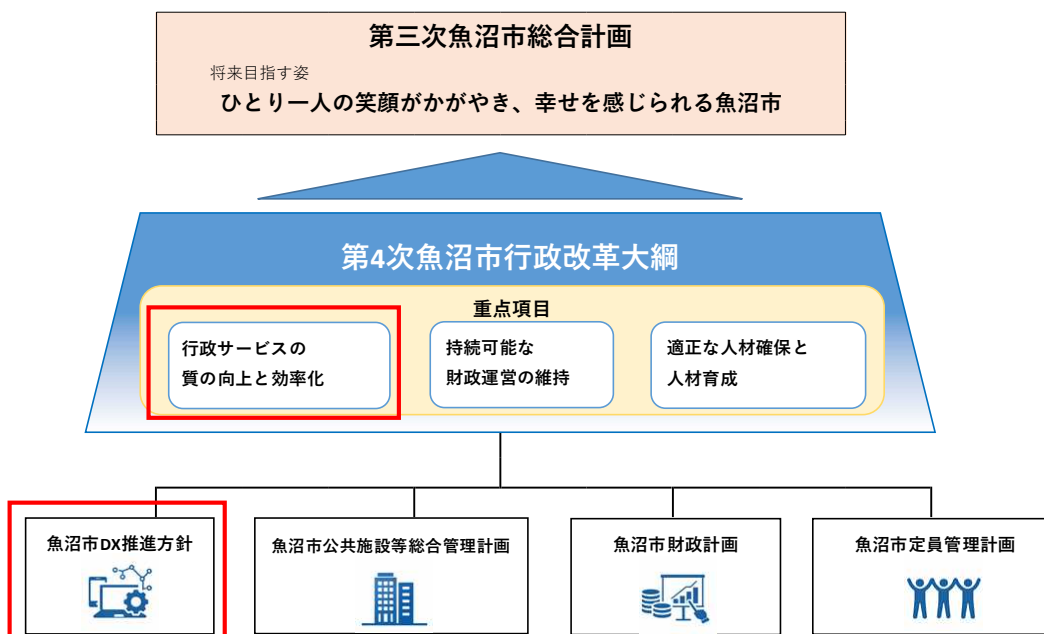 第三次魚沼市総合計画
将来目指す姿
ひとり一人の笑顔がかがやき、幸せを感じられる魚沼市
第4次魚沼市行政改革大綱
重点項目
行政サービスの
質の向上と効率化
持続可能な
財政運営の維持
適正な人材確保と
人材育成
魚沼市DX推進方針
魚沼市公共施設等総合管理計画
魚沼市財政計画
魚沼市定員管理計画